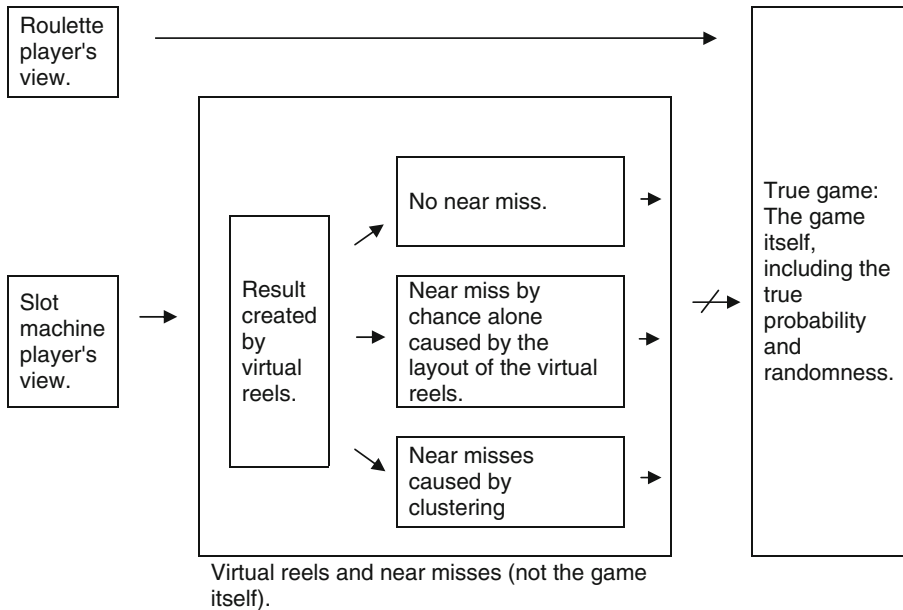 Roulette
player's
view.
Slot
machine
player's
view.
Result
created
by
virtual
reels.
No near miss.
Near miss by
chance alone
caused by the
layout of the virtual
reels.
Near misses
caused by
clustering
Virtual reels and near misses (not the game
itself).
True game:
The game
itself,
including the
true
probability
and
randomness.